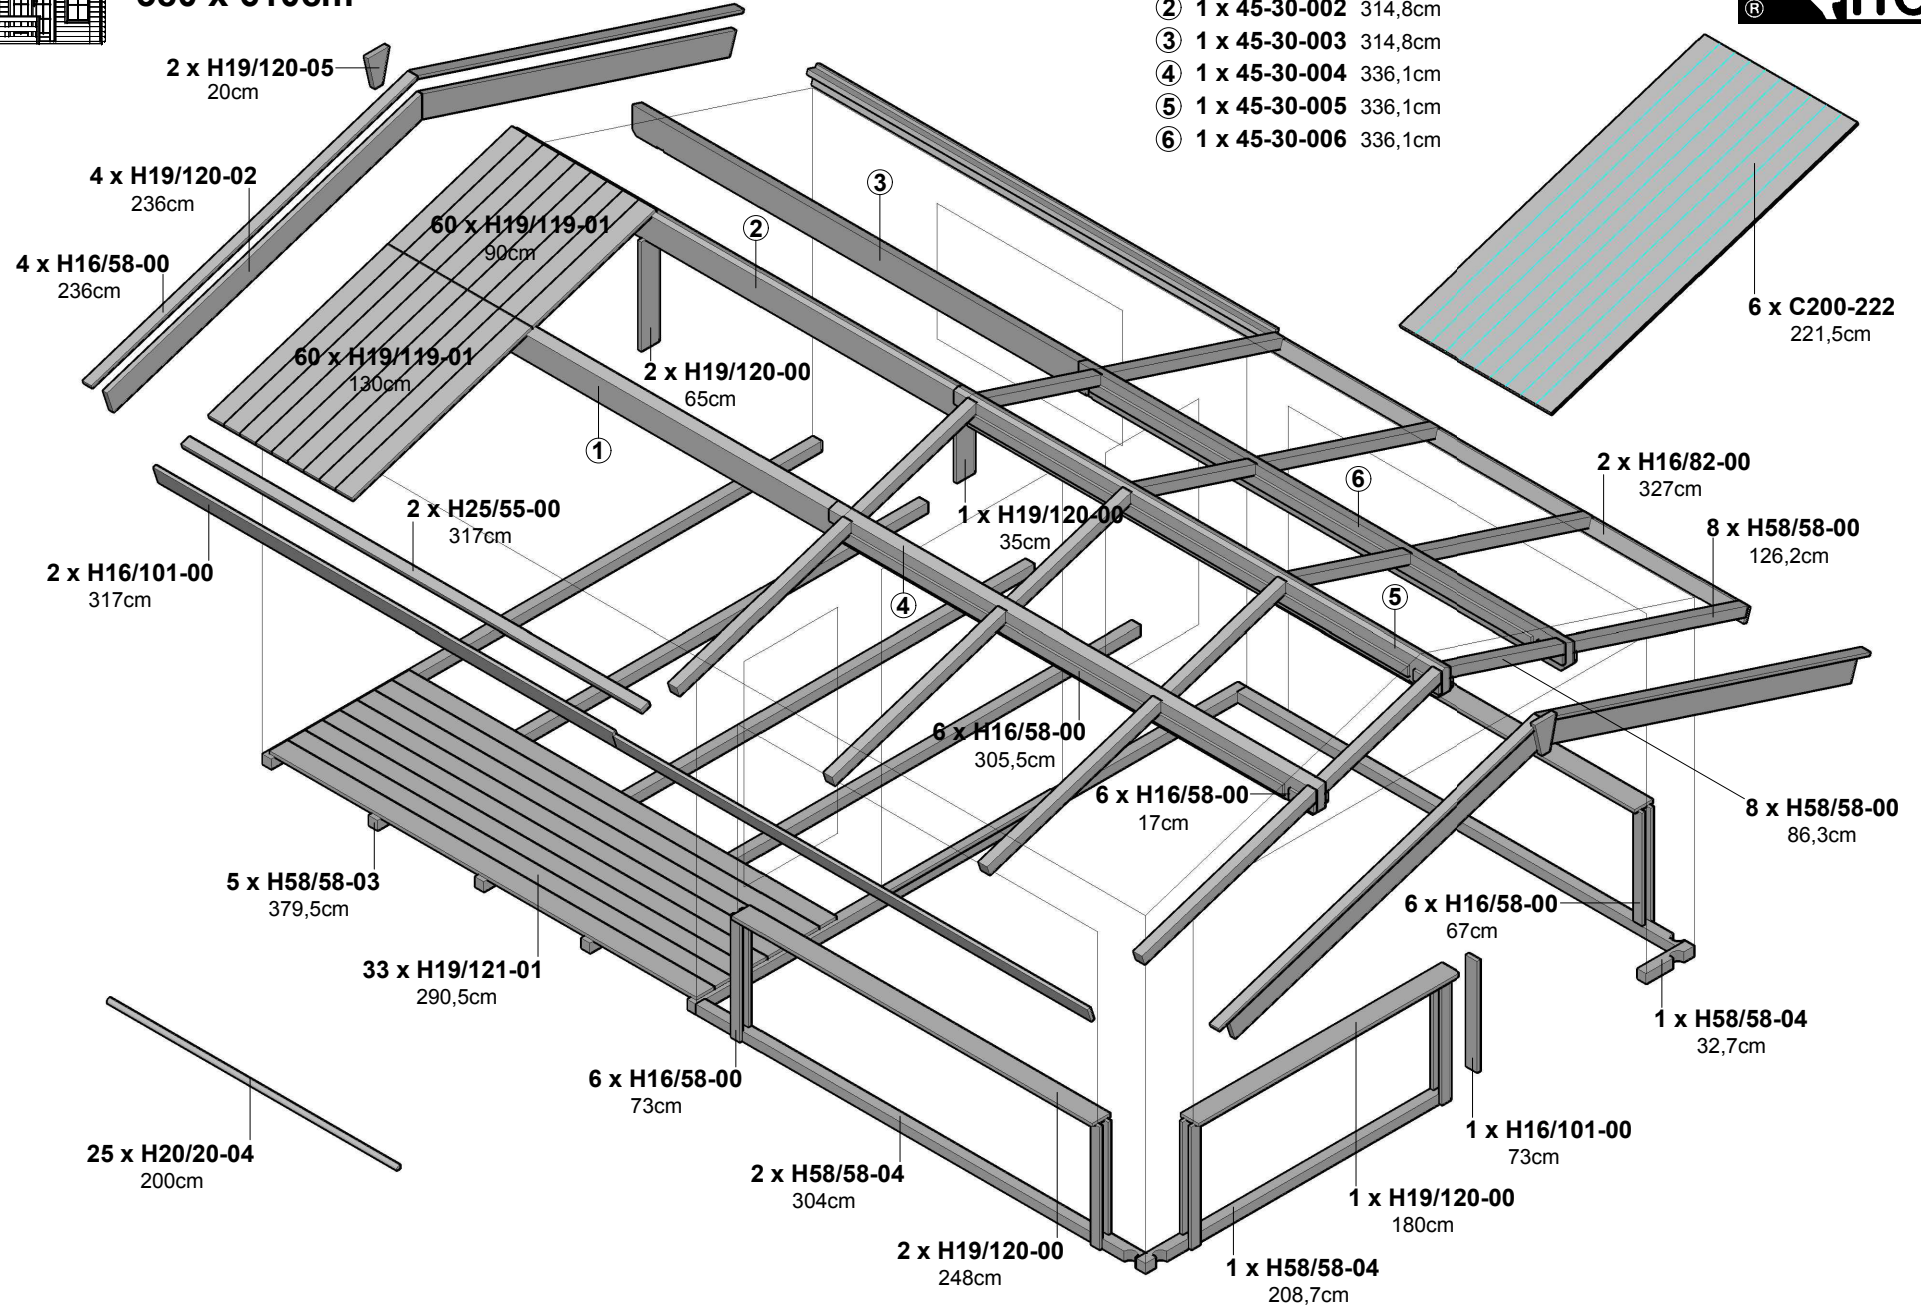 ② 1 x 45-30-002 314,8cm
③ 1 x 45-30-003 314,8cm
④ 1 x 45-30-004 336,1cm
⑤ 1 x 45-30-005 336,1cm
⑥ 1 x 45-30-006 336,1cm
®
2 x H19/120-05
20cm
4 x H19/120-02
236cm
4 x H16/58-00
236cm
60 x H19/119-01
90cm
60 x H19/119-01
130cm
③
②
①
2 x H19/120-00
65cm
6 x C200-222
221,5cm
2 x H16/82-00
327cm
8 x H58/58-00
126,2cm
⑥
2 x H25/55-00
317cm
1 x H19/120-00
35cm
2 x H16/101-00
317cm
④
⑤
6 x H16/58-00
305,5cm
6 x H16/58-00
17cm
8 x H58/58-00
86,3cm
5 x H58/58-03
379,5cm
6 x H16/58-00
67cm
33 x H19/121-01
290,5cm
1 x H58/58-04
32,7cm
6 x H16/58-00
73cm
1 x H16/101-00
73cm
25 x H20/20-04
200cm
2 x H58/58-04
304cm
1 x H19/120-00
180cm
2 x H19/120-00
248cm
1 x H58/58-04
208,7cm